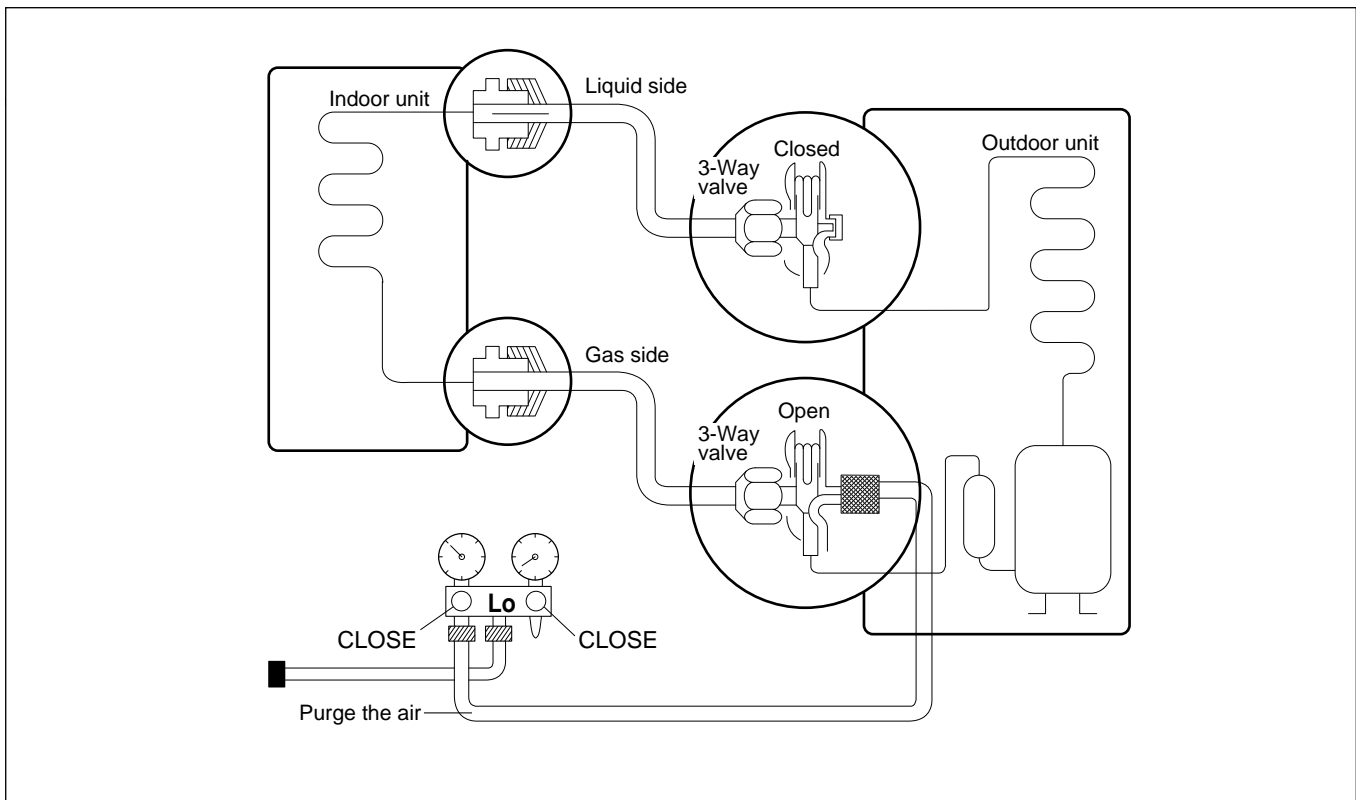 Indoor unit
Liquid side
Closed
3-Way
valve
Outdoor unit
Gas side
Open
3-Way
valve
Lo
CLOSE
CLOSE
Purge the air